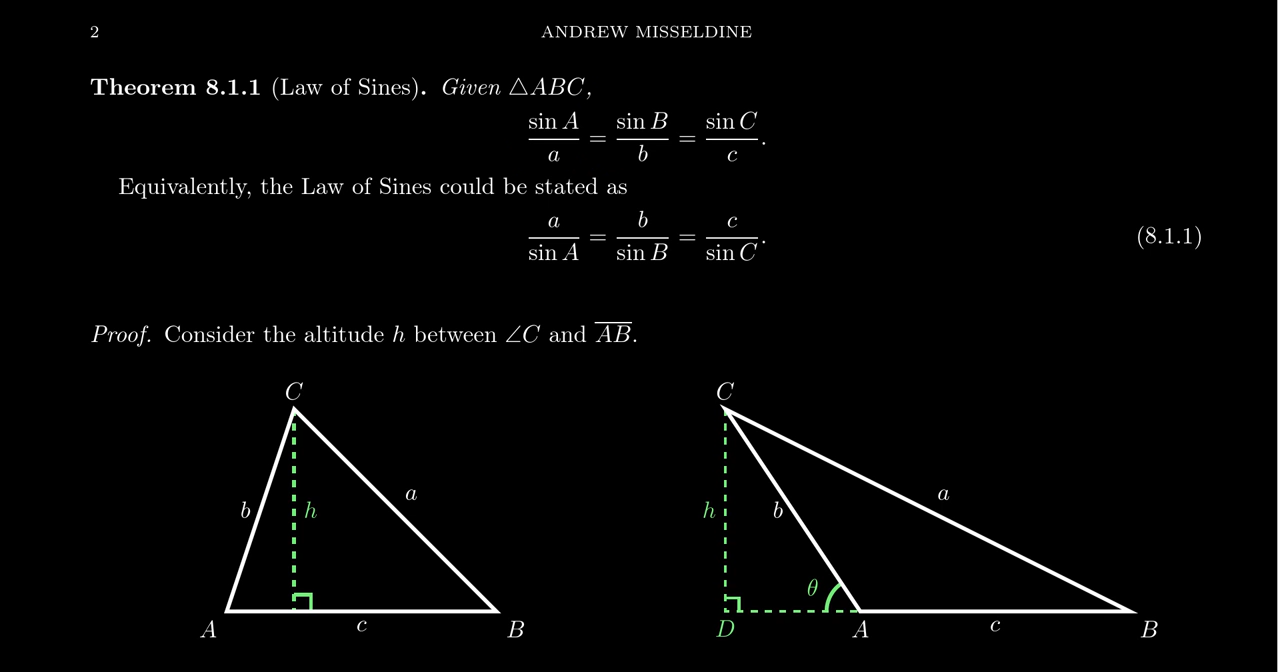 2 ANDREW MISSELDINE
Theorem 8.1.1 (Law of Sines). Given △ABC,
sin A / a = sin B / b = sin C / c.
Equivalently, the Law of Sines could be stated as
a / sin A = b / sin B = c / sin C. (8.1.1)
Proof. Consider the altitude h between ∠C and \overline{AB}.
C C
a a
b h h b
θ
A c B D A c B